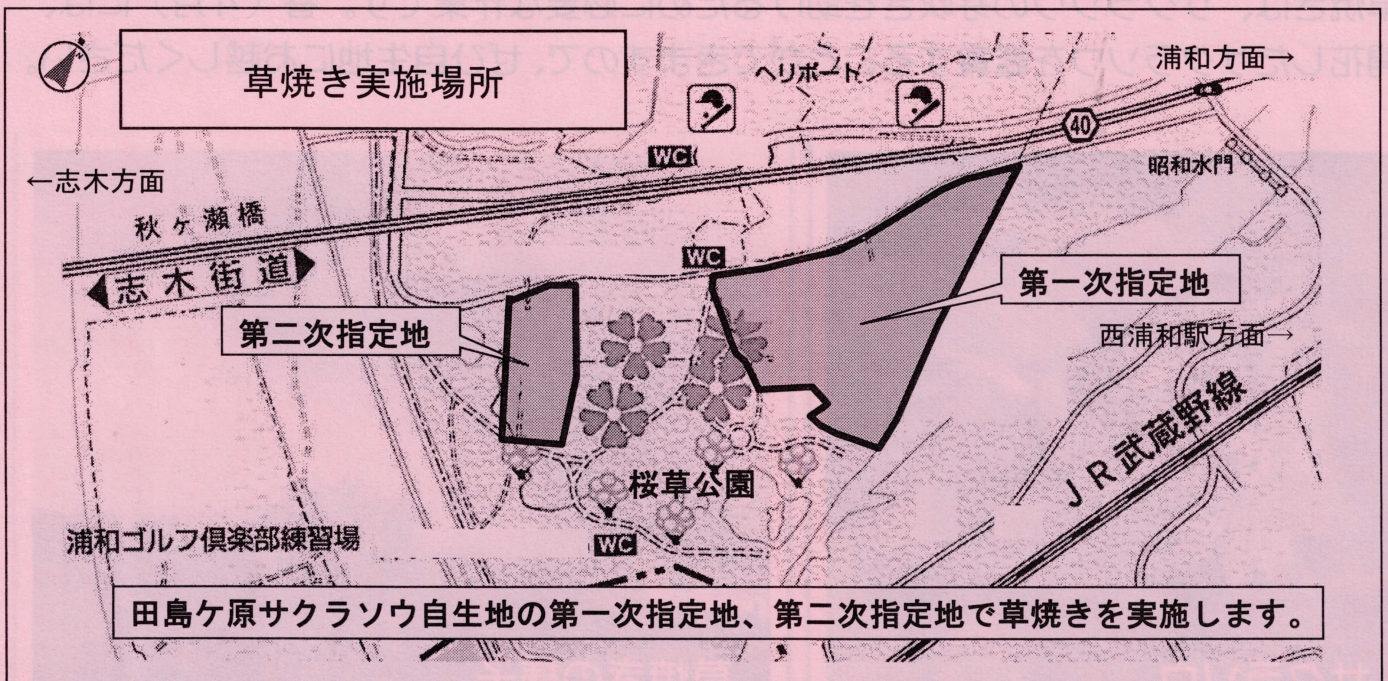 草焼き実施場所
ヘリポート
浦和方面→
40
WC
昭和水門
←志木方面
秋ヶ瀬橋
志木街道
WC
第一次指定地
第二次指定地
西浦和駅方面→
JR武蔵野線
桜草公園
浦和ゴルフ倶楽部練習場
WC
田島ケ原サクラソウ自生地の第一次指定地、第二次指定地で草焼きを実施します。